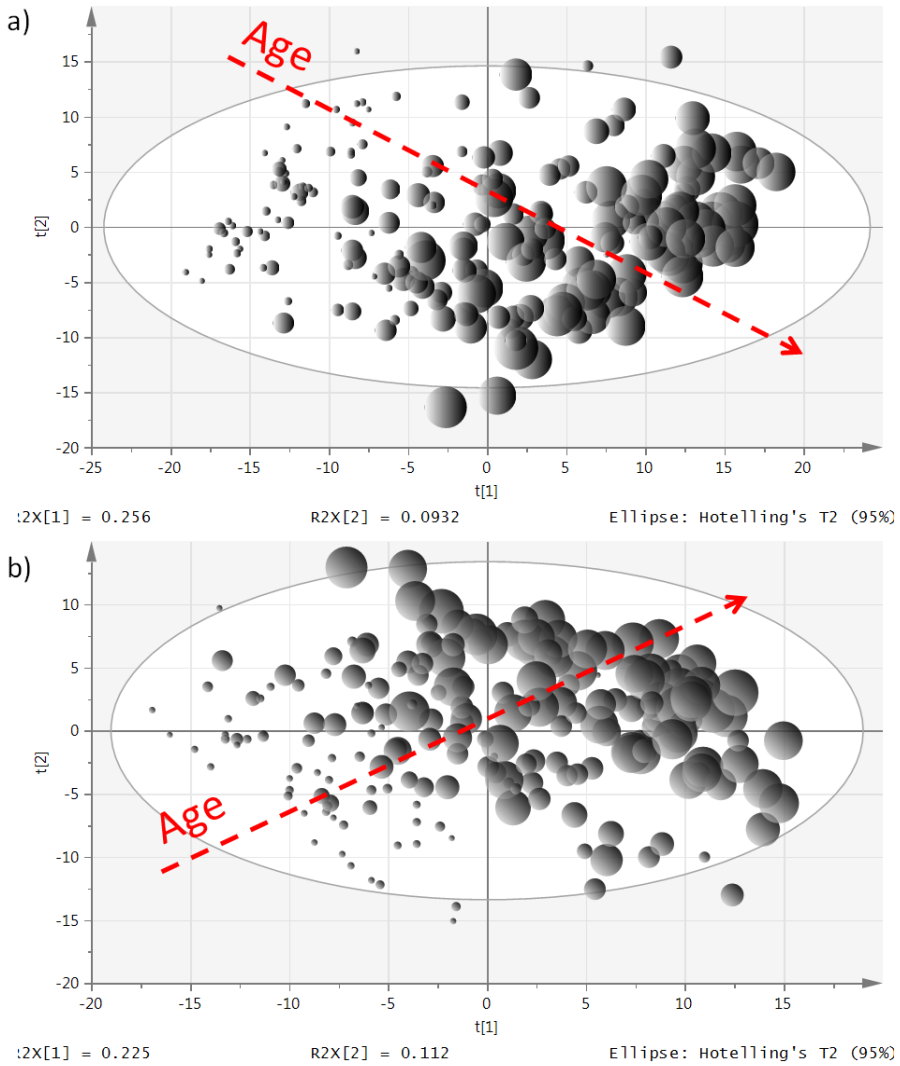 a)
Age
15
10
5
0
-5
-10
-15
-20
t[2]
-25 -20 -15 -10 -5 0 5 10 15 20
t[1]
R2X[1] = 0.256 R2X[2] = 0.0932 Ellipse: Hotelling's T2 (95%)
b)
10
5
0
-5
-10
-15
-20
t[2]
Age
-20 -15 -10 -5 0 5 10 15
t[1]
R2X[1] = 0.225 R2X[2] = 0.112 Ellipse: Hotelling's T2 (95%)